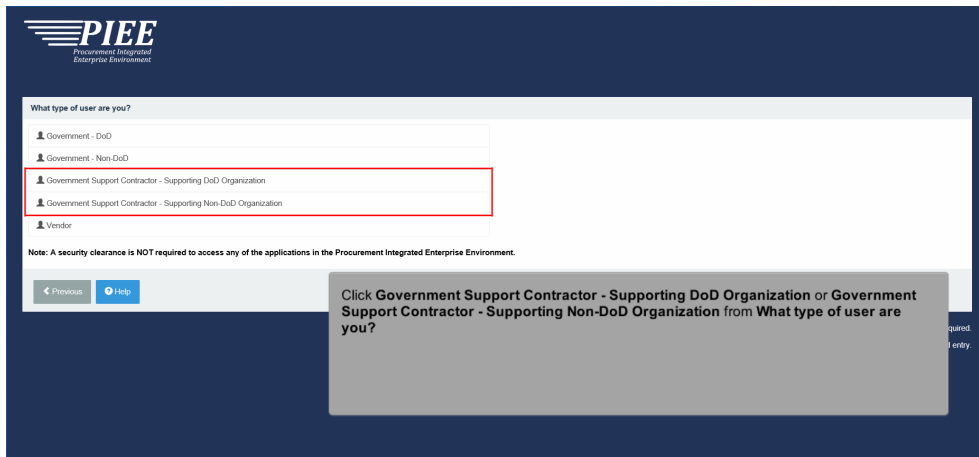 PIEE
Procurement Integrated
Enterprise Environment
What type of user are you?
Government - DoD
Government - Non-DoD
Government Support Contractor - Supporting DoD Organization
Government Support Contractor - Supporting Non-DoD Organization
Vendor
Note: A security clearance is NOT required to access any of the applications in the Procurement Integrated Enterprise Environment.
Previous
Help
Click Government Support Contractor - Supporting DoD Organization or Government
Support Contractor - Supporting Non-DoD Organization from What type of user are
you?
quired.
entry.